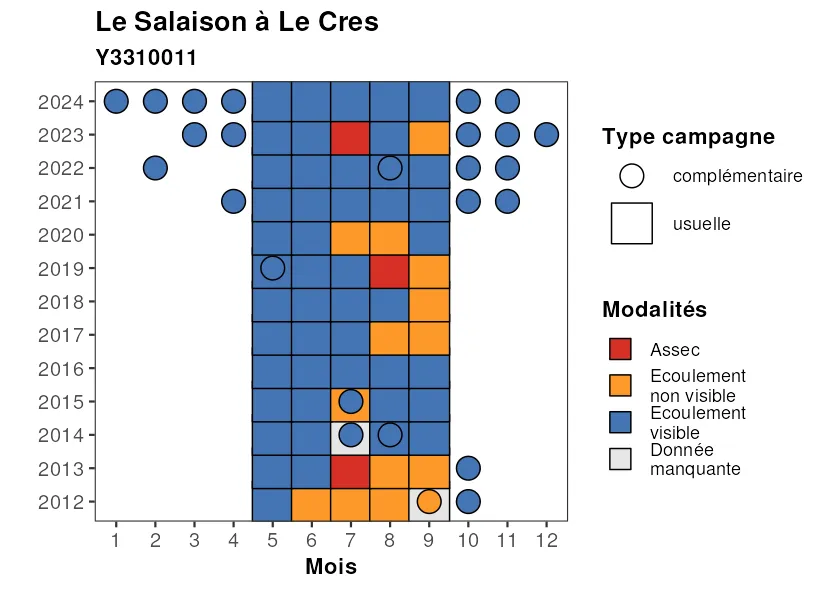 Le Salaison à Le Cres
Y3310011
2024
2023
2022
2021
2020
2019
2018
2017
2016
2015
2014
2013
2012
1 2 3 4 5 6 7 8 9 10 11 12
Mois
Type campagne
complémentaire
usuelle
Modalités
Assec
Ecoulement
non visible
Ecoulement
visible
Donnée
manquante